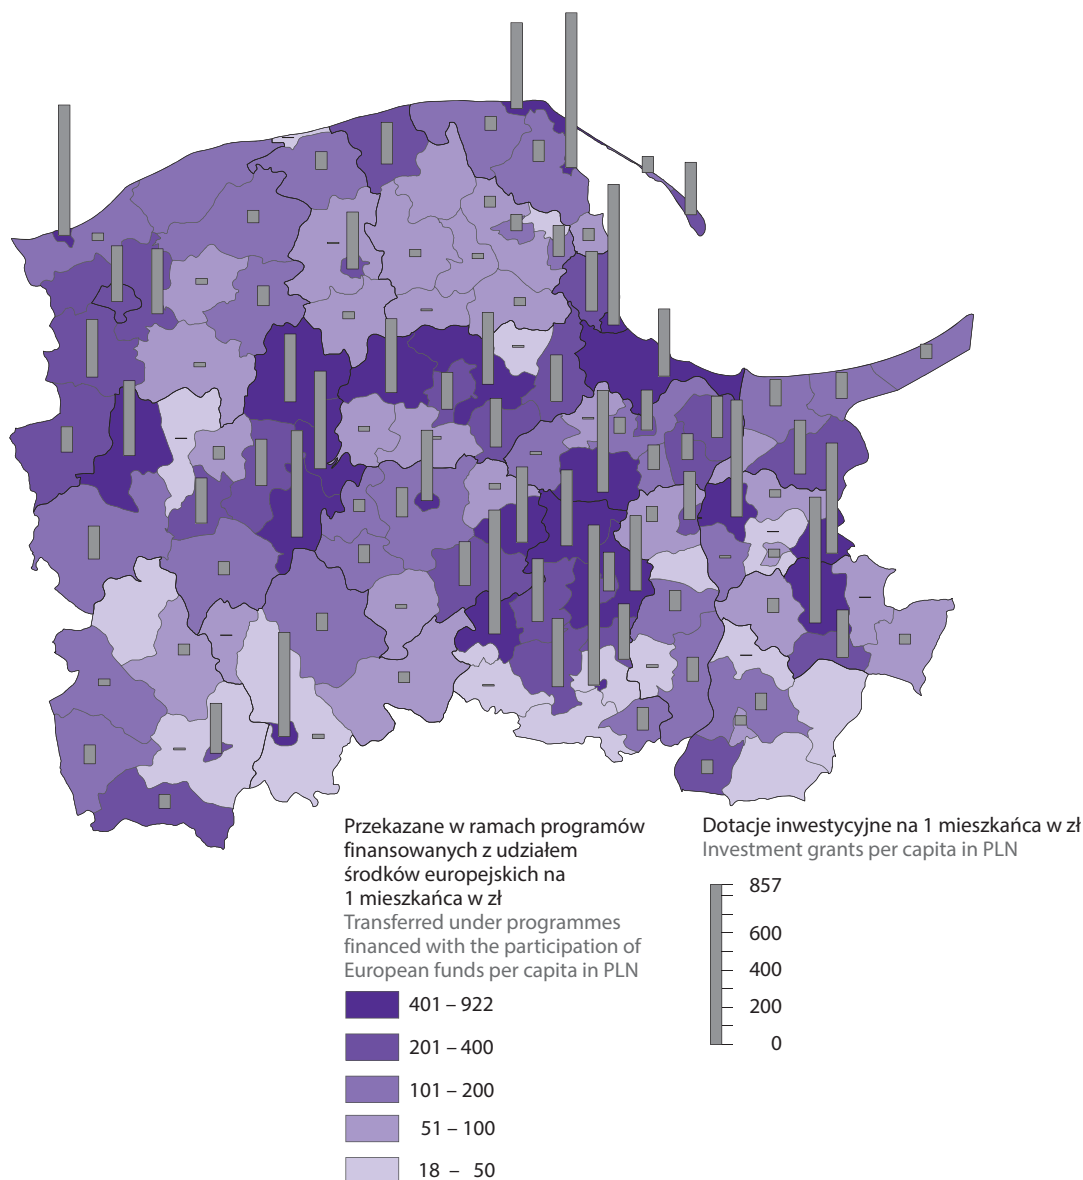 Przekazane w ramach programów
finansowanych z udziałem
środków europejskich na
1 mieszkańca w zł
Transferred under programmes
financed with the participation of
European funds per capita in PLN
401 – 922
201 – 400
101 – 200
51 – 100
18 – 50
Dotacje inwestycyjne na 1 mieszkańca w zł
Investment grants per capita in PLN
857
600
400
200
0